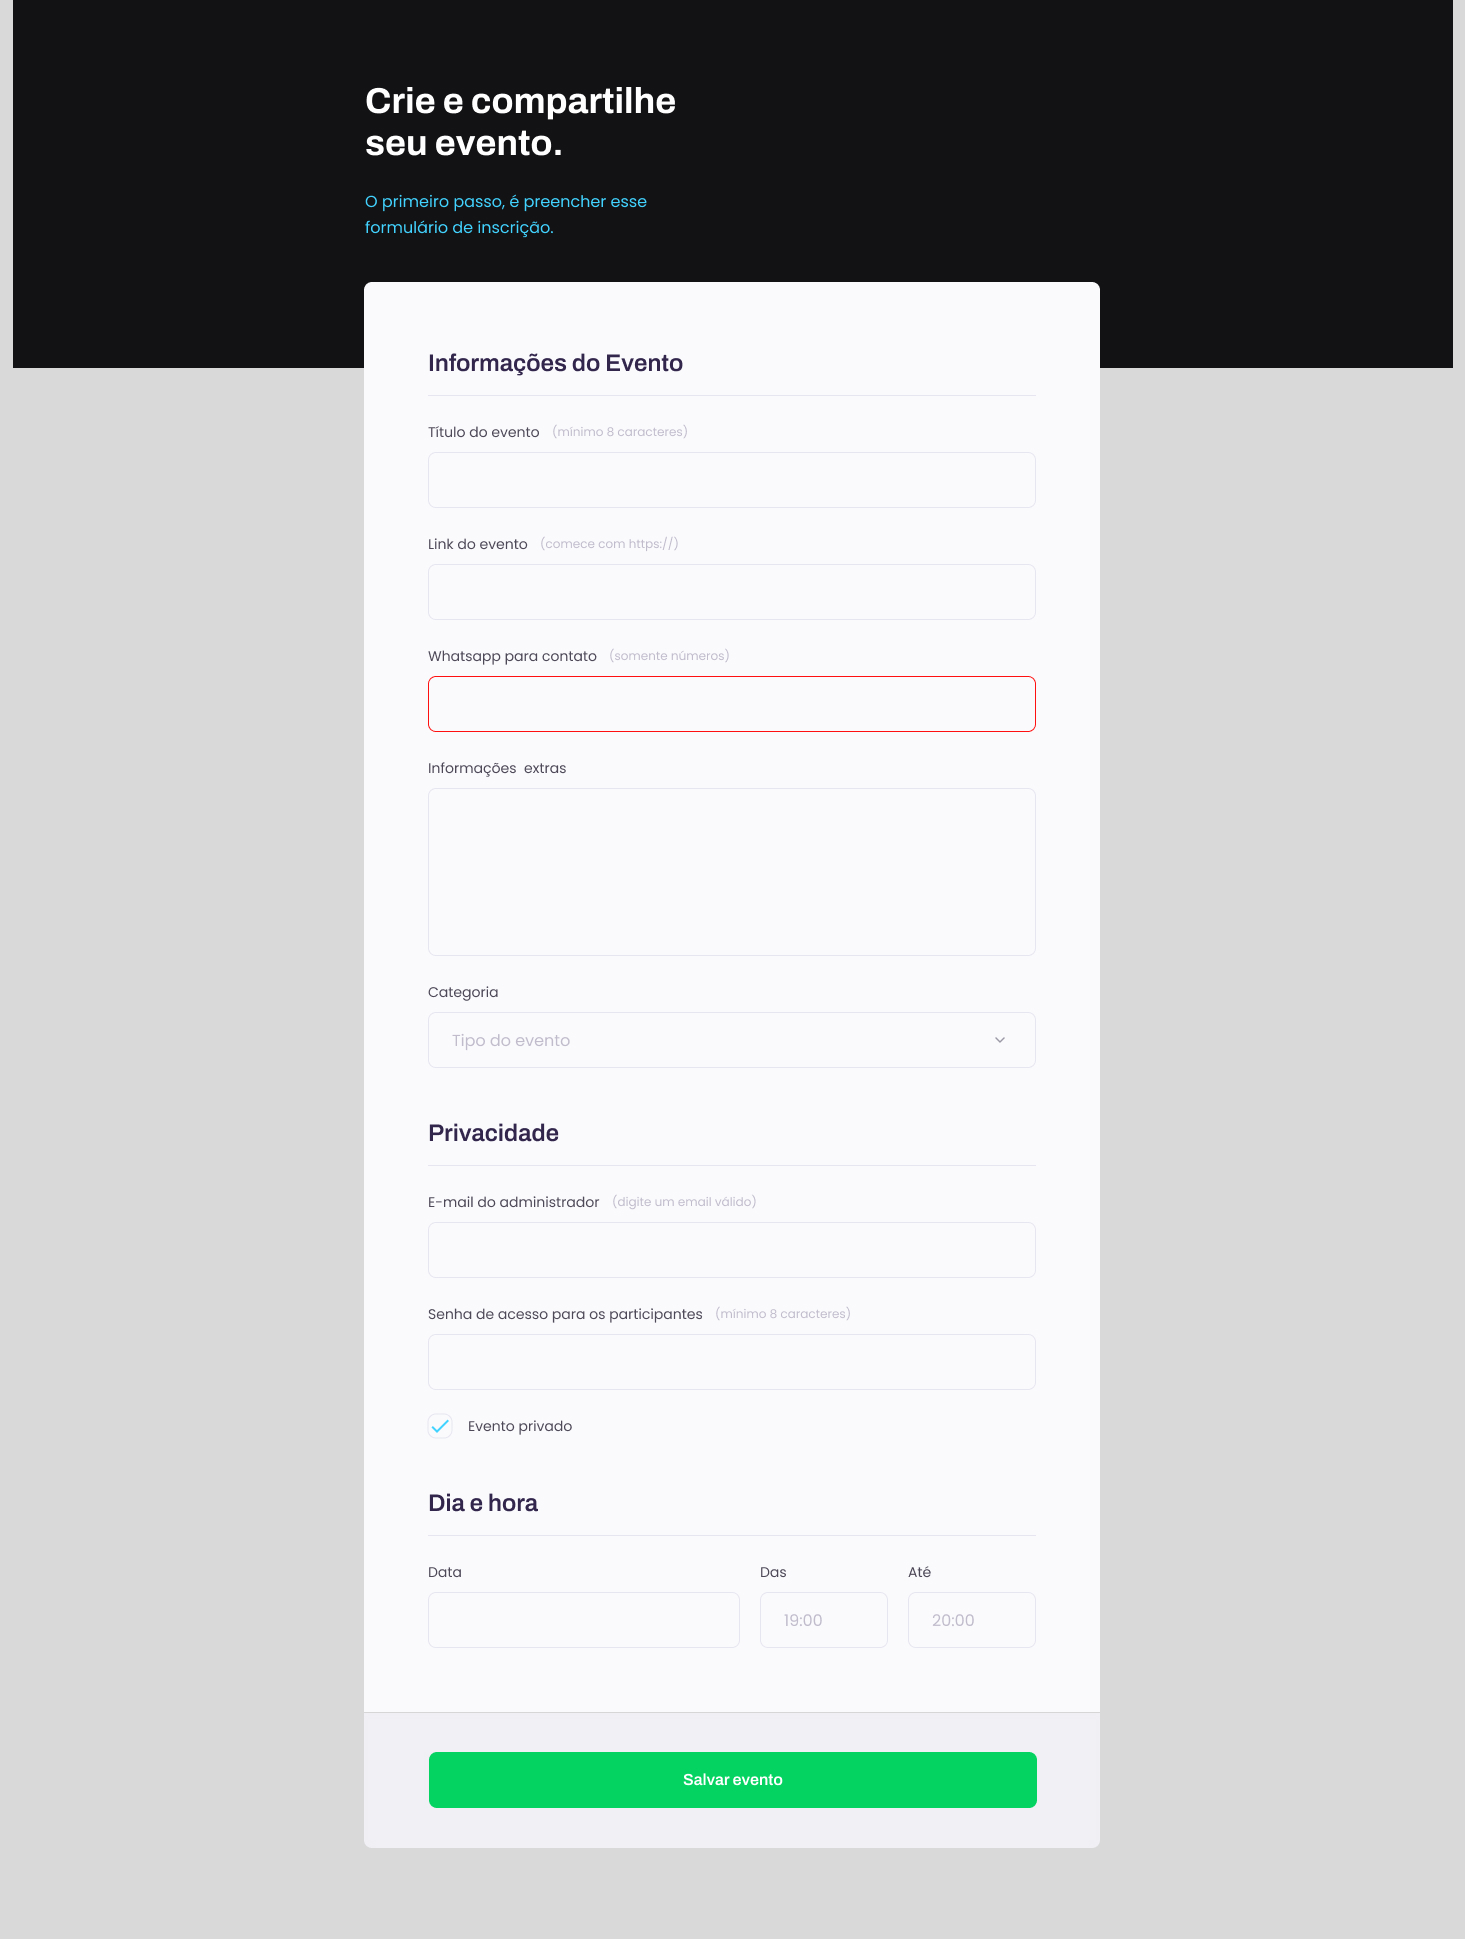 Crie e compartilhe
seu evento.
O primeiro passo, é preencher esse
formulário de inscrição.
Informações do Evento
Título do evento (mínimo 8 caracteres)
Link do evento (comece com https://)
Whatsapp para contato (somente números)
Informações extras
Categoria
Tipo do evento
Privacidade
E-mail do administrador (digite um email válido)
Senha de acesso para os participantes (mínimo 8 caracteres)
Evento privado
Dia e hora
Data Das Até
19:00 20:00
Salvar evento